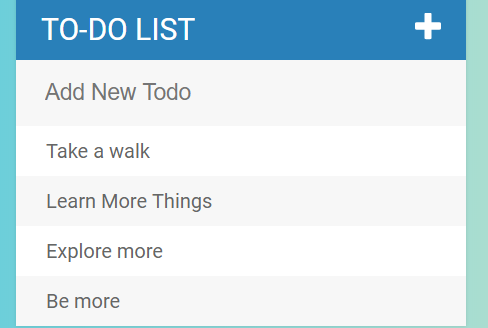 TO-DO LIST
Add New Todo
Take a walk
Learn More Things
Explore more
Be more